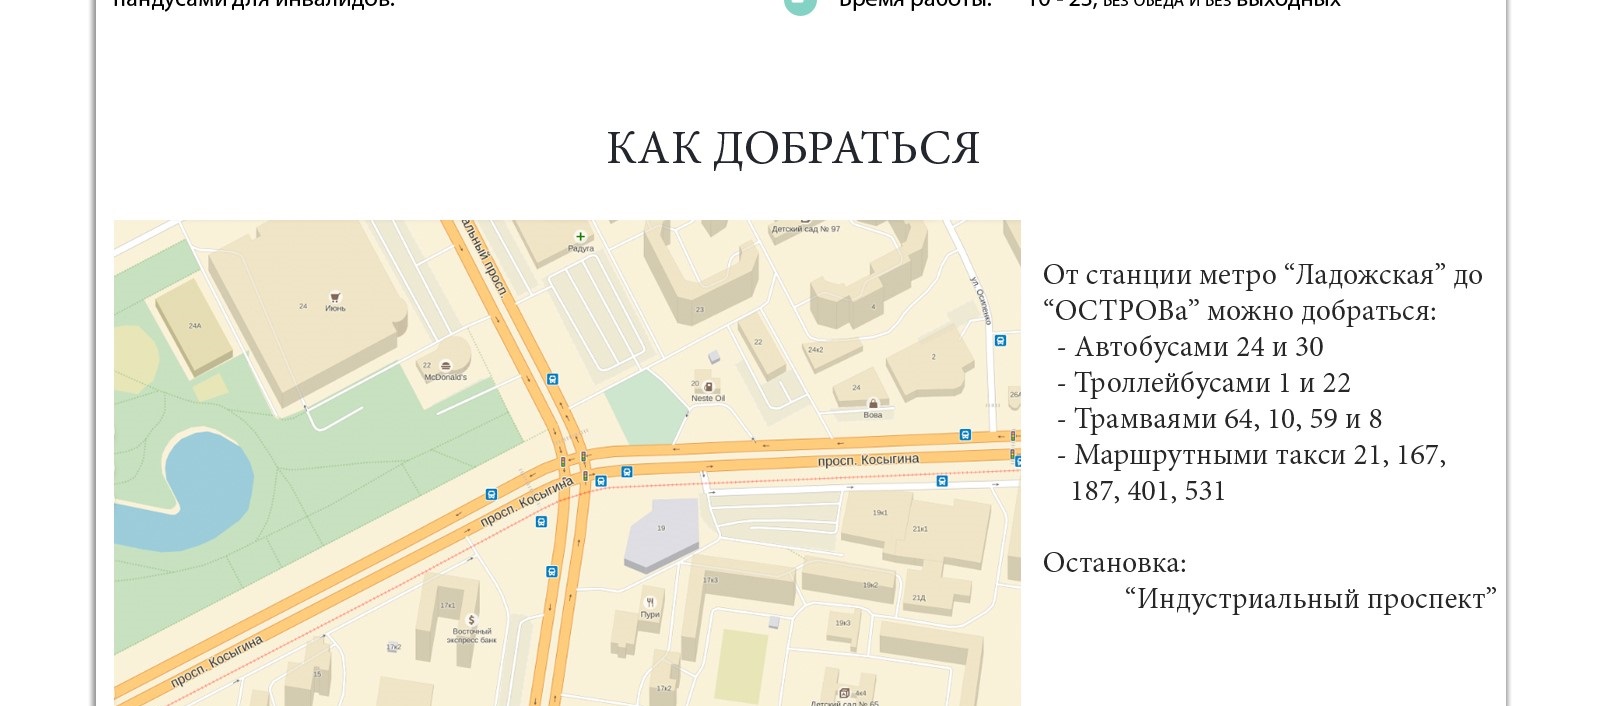 пандусами для инвалидов.
Время работы: 10 - 23, без обеда и без выходных
КАК ДОБРАТЬСЯ
От станции метро “Ладожская” до
“ОСТРОВа” можно добраться:
- Автобусами 24 и 30
- Троллейбусами 1 и 22
- Трамваями 64, 10, 59 и 8
- Маршрутными такси 21, 167,
187, 401, 531
Остановка:
“Индустриальный проспект”
альный просп.
Радуга
Детский сад № 97
ул. Осипенко
24
Июнь
24А
23
4
22
McDonald's
22
24к2
2
20
Neste Oil
24
Вова
просп. Косыгина
просп. Косыгина
19
19к1
21к1
17к3
19к2
21Д
17к1
Пури
$
Восточный
экспресс банк
17к2
19к3
просп. Косыгина
15
17к2
4к4
Детский сад № 65